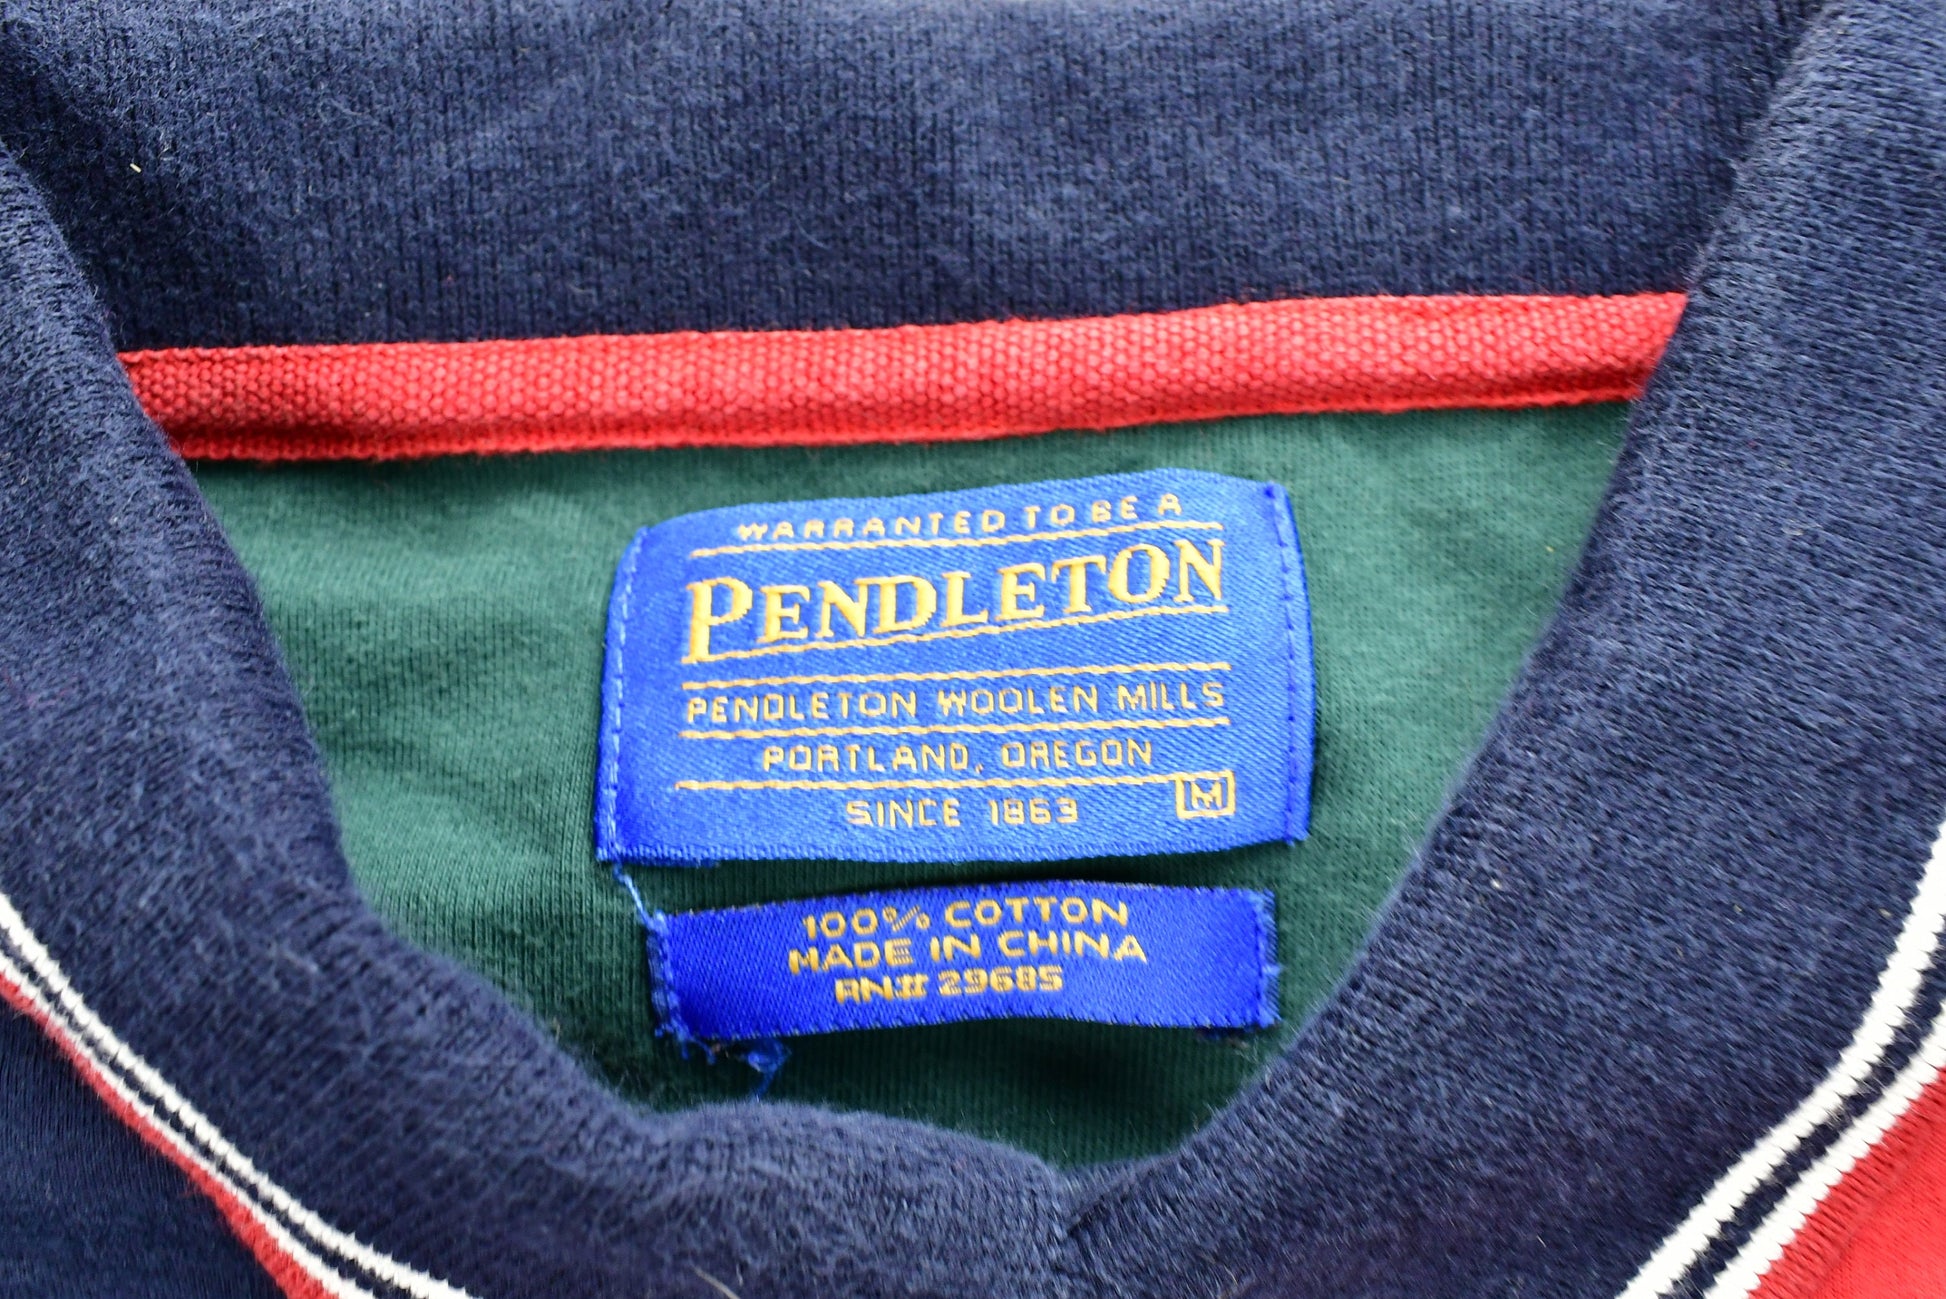 WARRANTED TO BE A
PENDLETON
PENDLETON WOOLEN MILLS
PORTLAND, OREGON
SINCE 1863
M
100% COTTON
MADE IN CHINA
RN# 29685